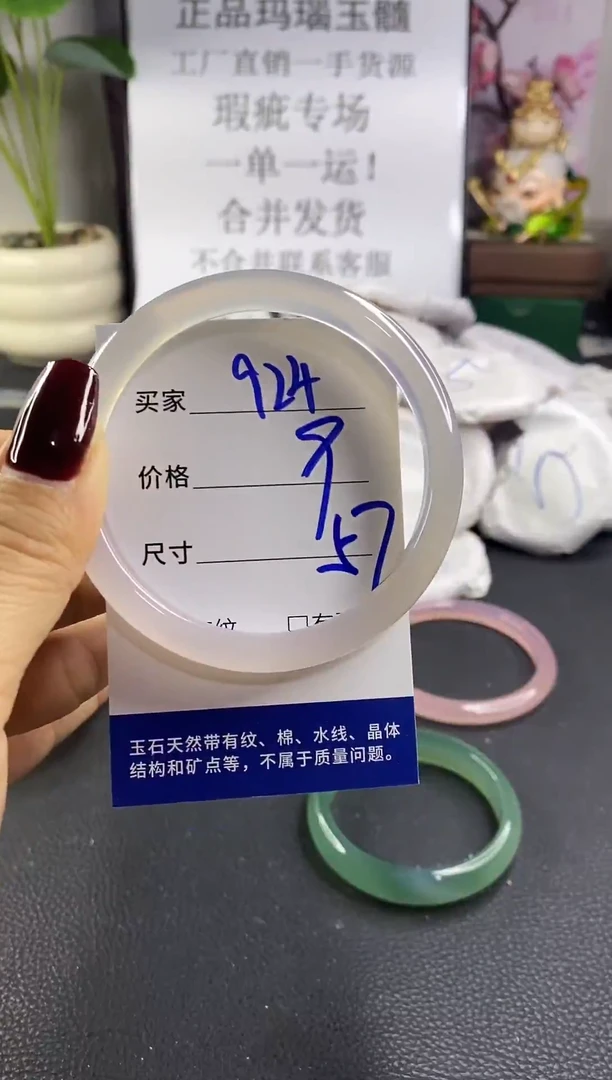 正品玛瑙玉髓
工厂直销一手货源
瑕疵专场
一单一运!
合并发货
不合并联系客服
买家 924
价格 9
尺寸 57
纹 □有
玉石天然带有纹、棉、水线、晶体
结构和矿点等，不属于质量问题。